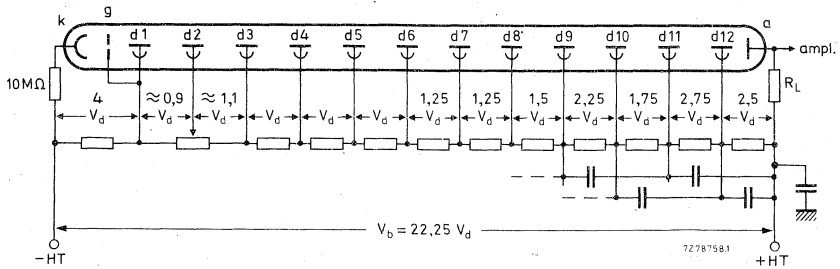 k g d1 d2 d3 d4 d5 d6 d7 d8 d9 d10 d11 d12 a
ampl.
10MΩ
R_L
4 V_d
≈0,9 V_d
≈1,1 V_d
V_d
V_d
V_d
1,25 V_d
1,25 V_d
1,5 V_d
2,25 V_d
1,75 V_d
2,75 V_d
2,5 V_d
V_b = 22,25 V_d
-HT
7Z78758.1
+HT